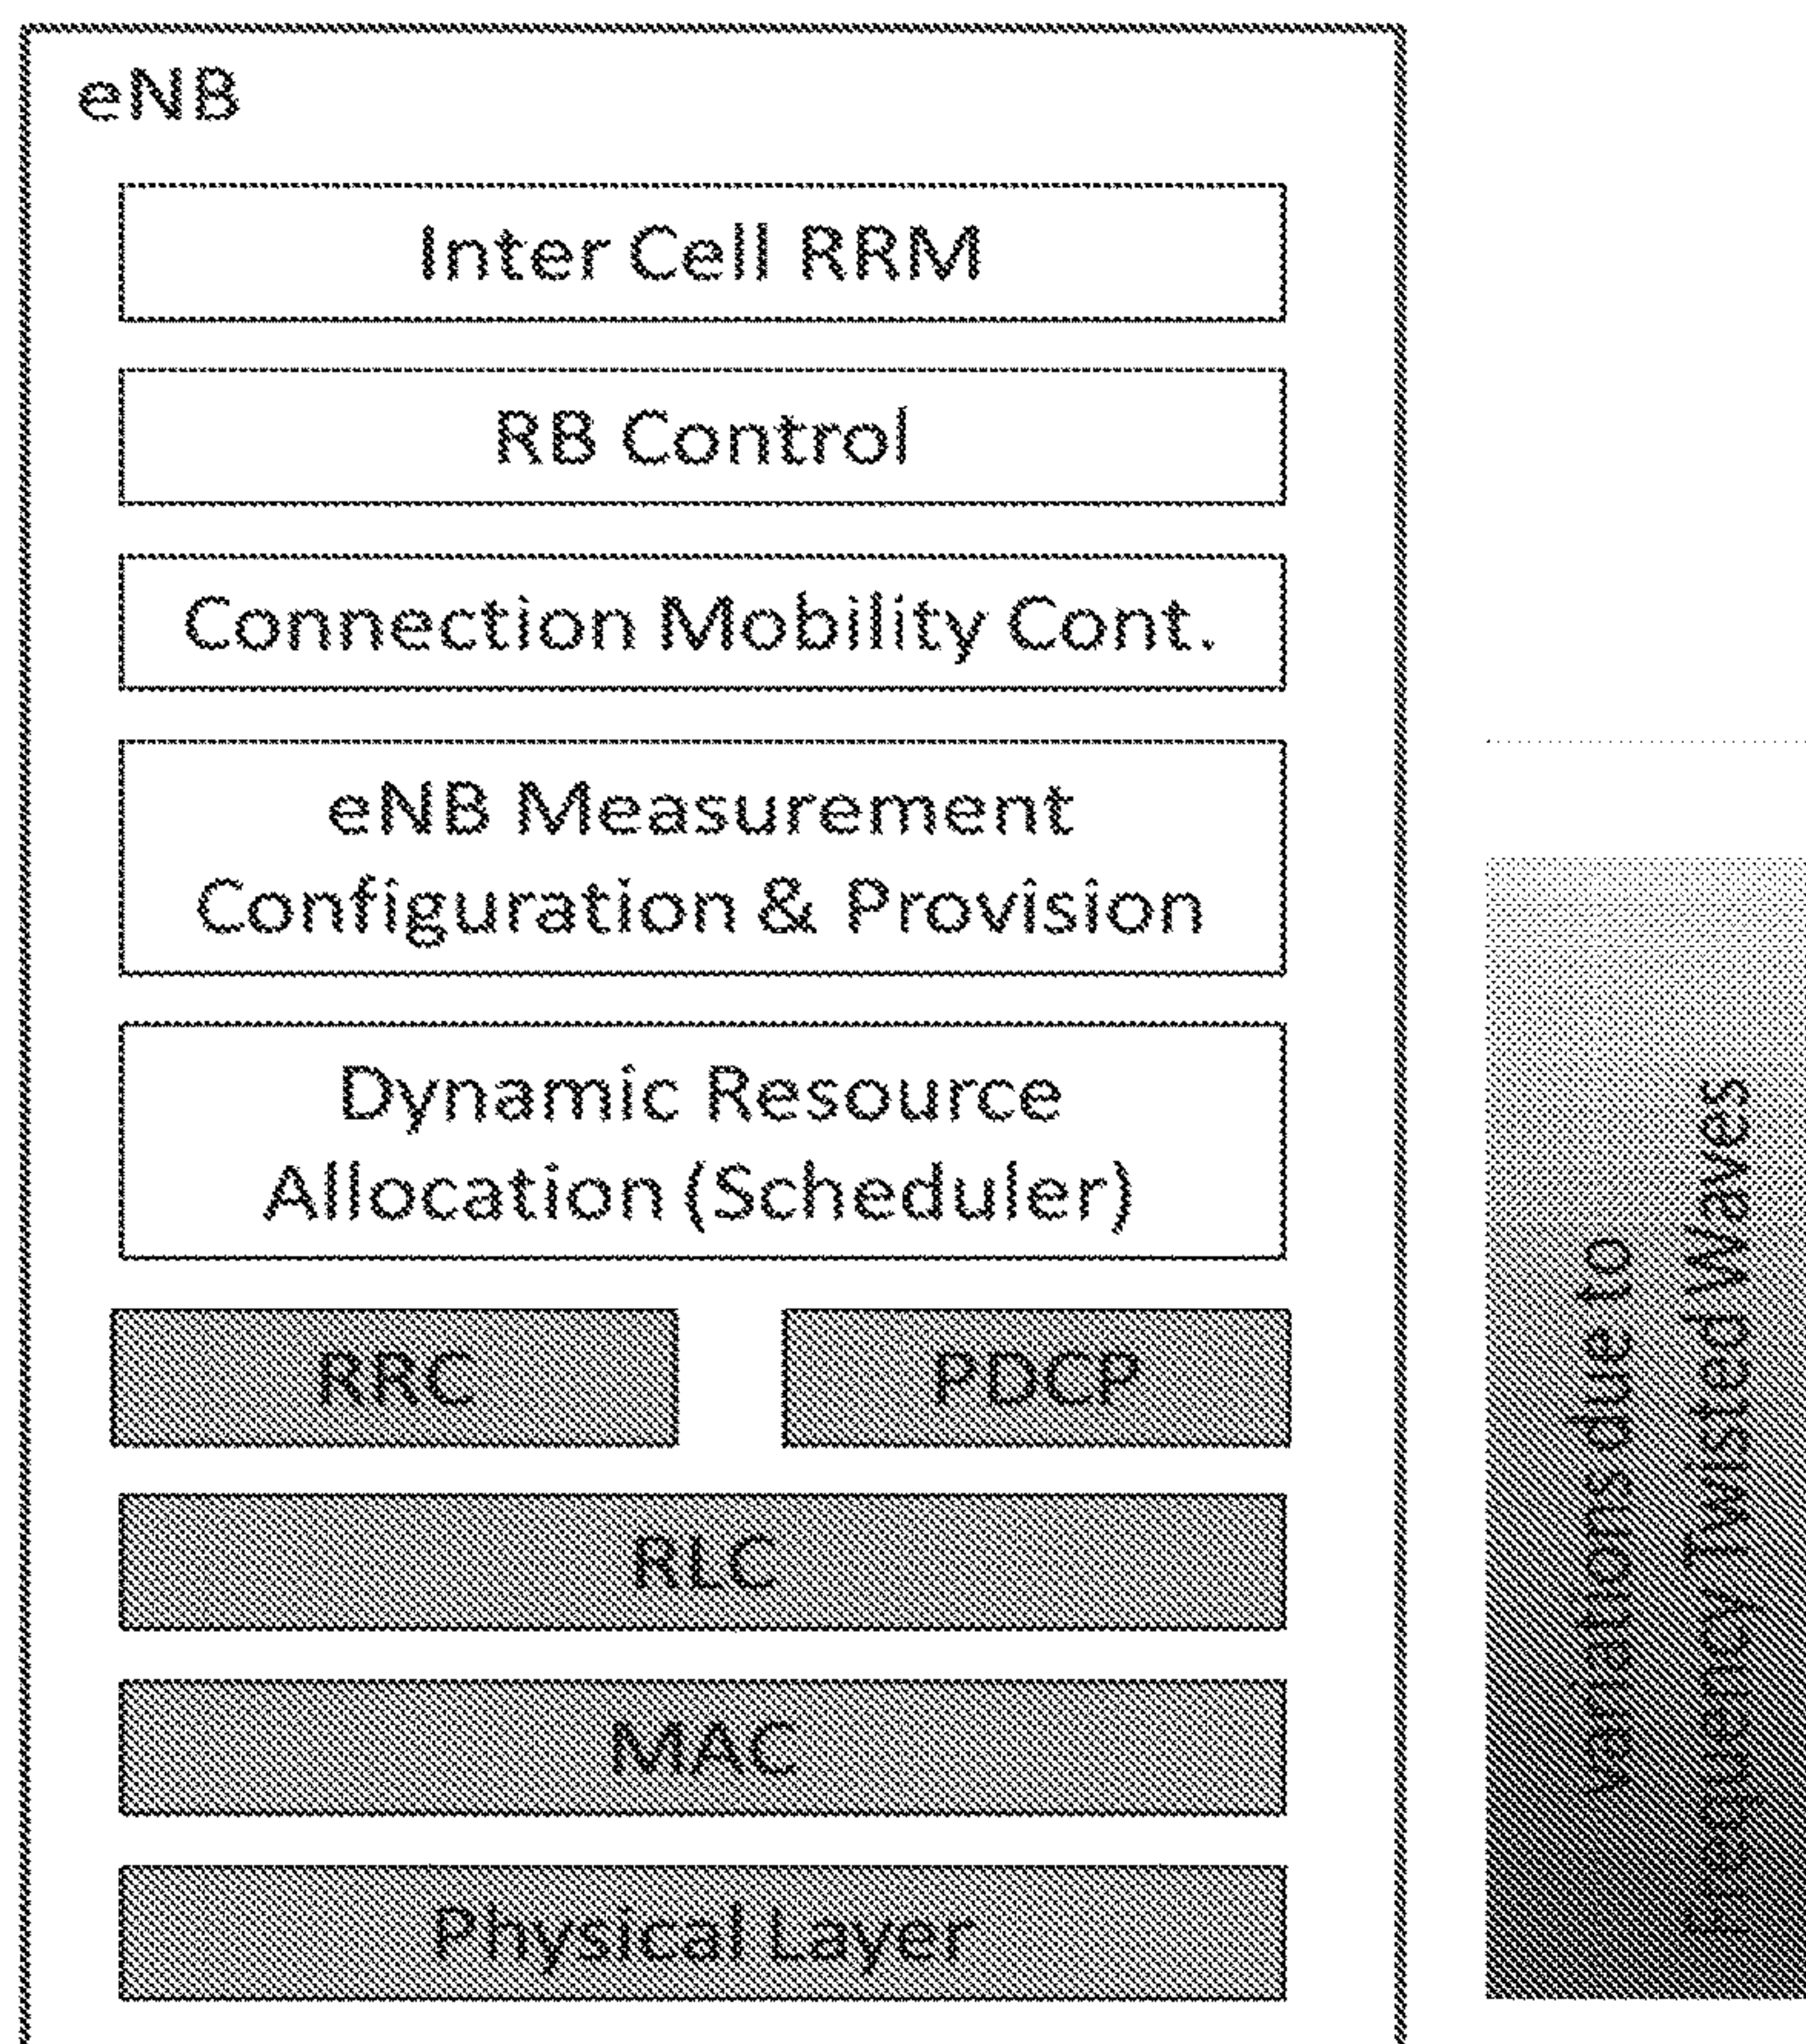 eNB
Inter Cell RRM
RB Control
Connection Mobility Cont.
eNB Measurement
Configuration & Provision
Dynamic Resource
Allocation (Scheduler)
RRC
PDCP
RLC
MAC
Physical Layer
Variations due to
Frequency Twisted Waves